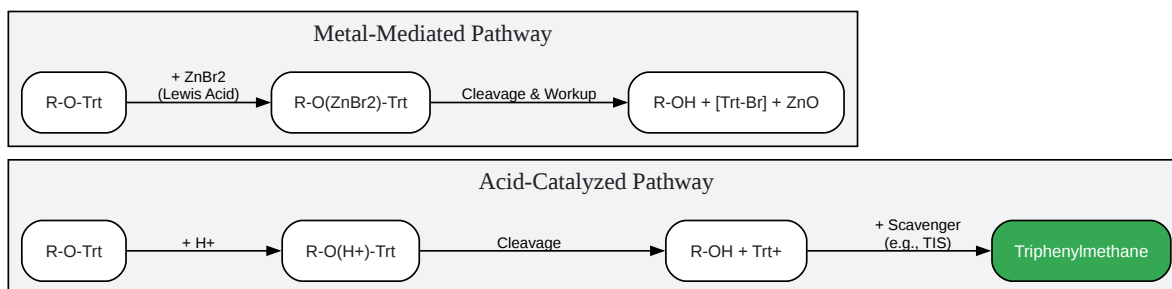 Metal-Mediated Pathway
R-O-Trt
+ ZnBr2
(Lewis Acid)
R-O(ZnBr2)-Trt
Cleavage & Workup
R-OH + [Trt-Br] + ZnO
Acid-Catalyzed Pathway
R-O-Trt
+ H+
R-O(H+)-Trt
Cleavage
R-OH + Trt+
+ Scavenger
(e.g., TIS)
Triphenylmethane